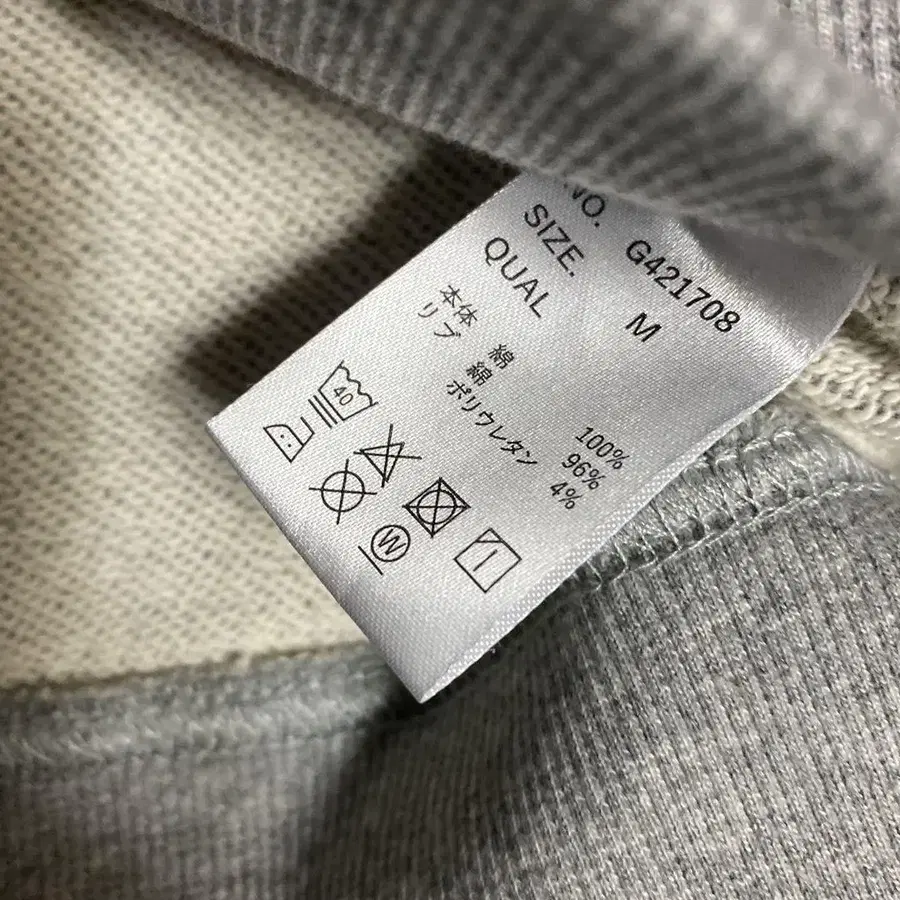 NO. G421708
SIZE. M
QUAL
本体 綿 100%
リブ 綿 96%
ポリウレタン 4%
40
W